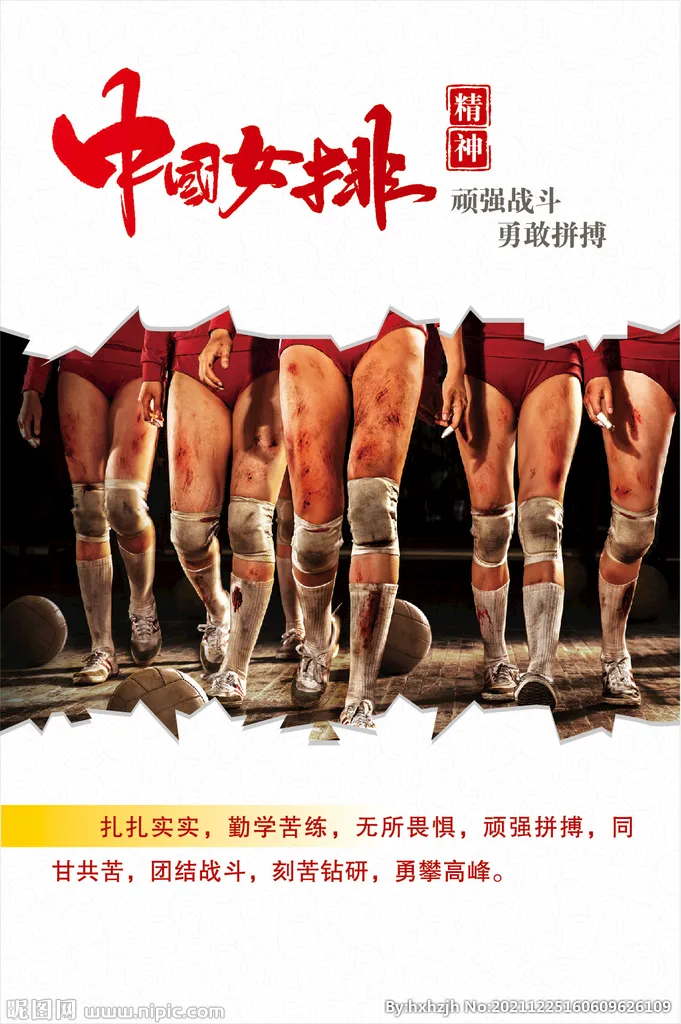 中国女排
精神
顽强战斗
勇敢拼搏
扎扎实实，勤学苦练，无所畏惧，顽强拼搏，同
甘共苦，团结战斗，刻苦钻研，勇攀高峰。
昵图网 www.nipic.com
By:hxhzjh No:20211225160609626109